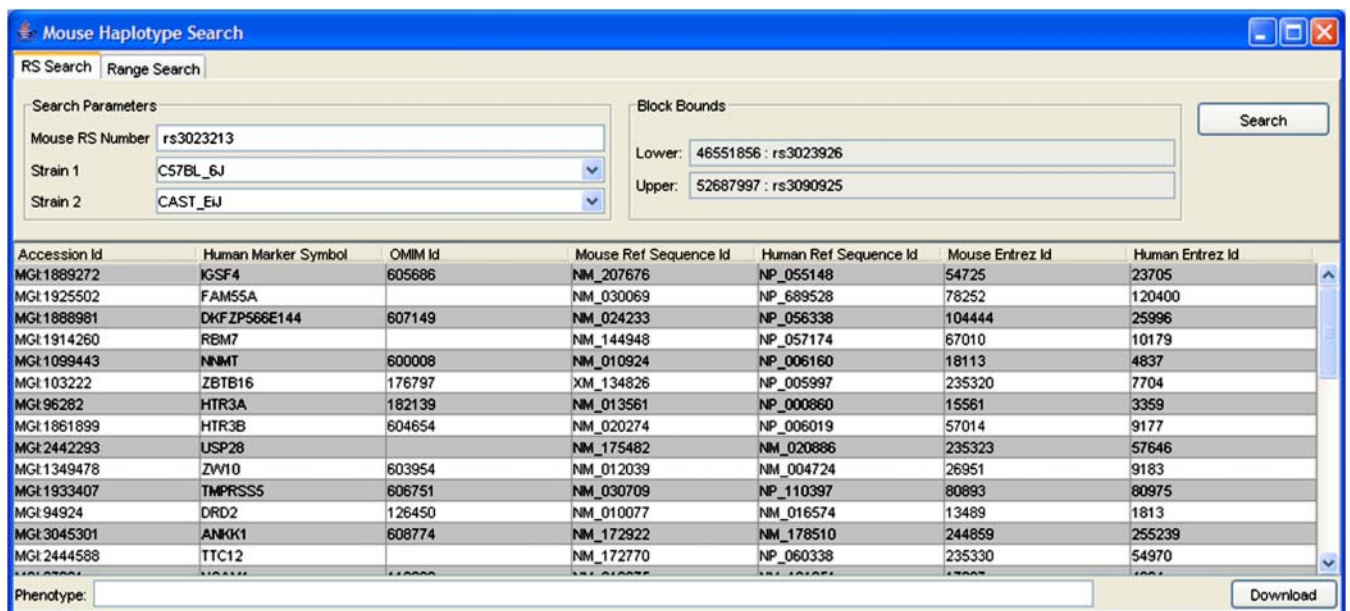 Mouse Haplotype Search
RS Search Range Search
Search Parameters
Block Bounds
Search
Mouse RS Number rs3023213
Lower: 46551856 : rs3023926
Strain 1 C57BL_6J
Upper: 52687997 : rs3090925
Strain 2 CAST_EiJ
Accession Id Human Marker Symbol OMIM Id Mouse Ref Sequence Id Human Ref Sequence Id Mouse Entrez Id Human Entrez Id
MGI:1889272 IGSF4 605686 NM_207676 NP_055148 54725 23705
MGI:1925502 FAM55A NM_030069 NP_689528 78252 120400
MGI:1888981 DKFZP566E144 607149 NM_024233 NP_056338 104444 25996
MGI:1914260 RBM7 NM_144948 NP_057174 67010 10179
MGI:1099443 NNMT 600008 NM_010924 NP_006160 18113 4837
MGI:103222 ZBTB16 176797 XM_134826 NP_005997 235320 7704
MGI:96282 HTR3A 182139 NM_013561 NP_000860 15561 3359
MGI:1861899 HTR3B 604654 NM_020274 NP_006019 57014 9177
MGI:2442293 USP28 NM_175482 NM_020886 235323 57646
MGI:1349478 ZW10 603954 NM_012039 NM_004724 26951 9183
MGI:1933407 TMPRSS5 606751 NM_030709 NP_110397 80893 80975
MGI:94924 DRD2 126450 NM_010077 NM_016574 13489 1813
MGI:3045301 ANKK1 608774 NM_172922 NM_178510 244859 255239
MGI:2444588 TTC12 NM_172770 NP_060338 235330 54970
Phenotype:
Download